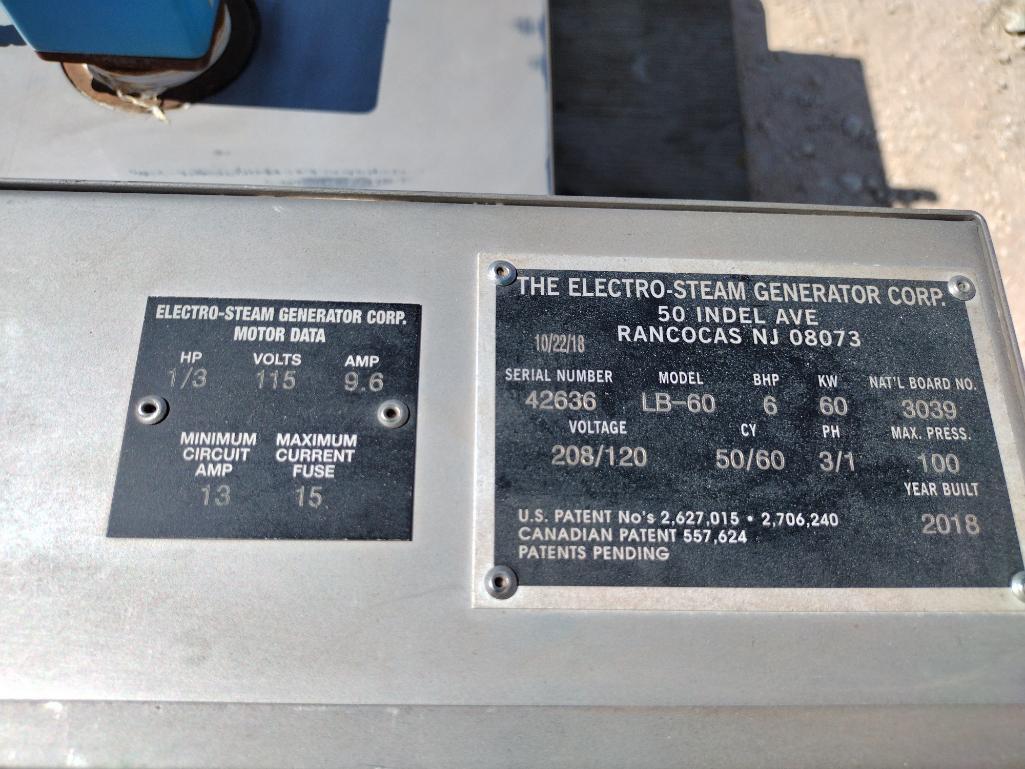 ELECTRO-STEAM GENERATOR CORP.
MOTOR DATA
HP VOLTS AMP
1/3 115 9.6
MINIMUM MAXIMUM
CIRCUIT CURRENT
AMP FUSE
13 15
THE ELECTRO-STEAM GENERATOR CORP.
50 INDEL AVE
RANCOCAS NJ 08073
10/22/18
SERIAL NUMBER MODEL BHP KW NAT'L BOARD NO.
42636 LB-60 6 60 3039
VOLTAGE CY PH MAX. PRESS.
208/120 50/60 3/1 100
YEAR BUILT
2018
U.S. PATENT No's 2,627,015 • 2,706,240
CANADIAN PATENT 557,624
PATENTS PENDING